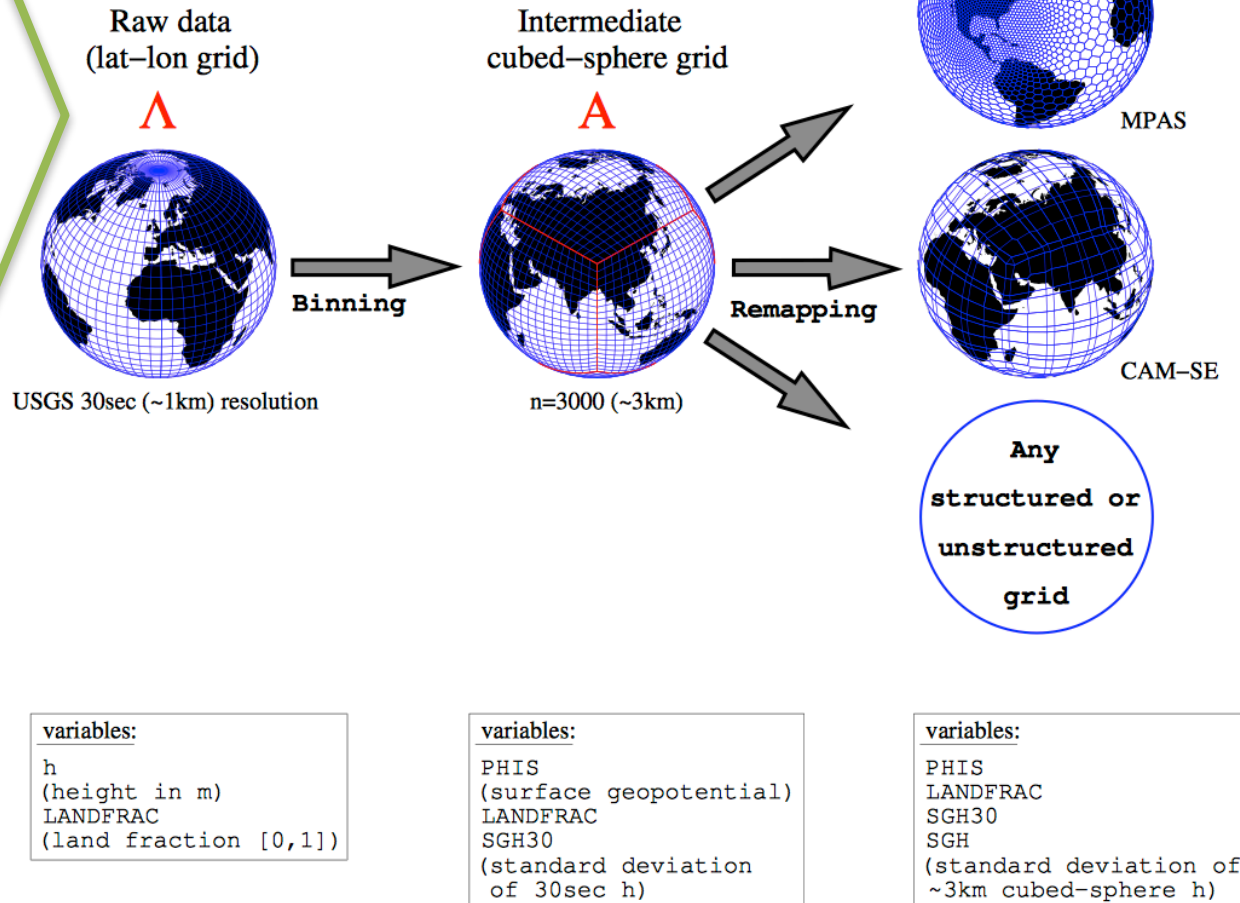 Raw data
(lat−lon grid)
Λ
USGS 30sec (~1km) resolution
Binning
Intermediate
cubed−sphere grid
A
n=3000 (~3km)
Remapping
MPAS
CAM−SE
Any
structured or
unstructured
grid
variables:
h
(height in m)
LANDFRAC
(land fraction [0,1])
variables:
PHIS
(surface geopotential)
LANDFRAC
SGH30
(standard deviation
of 30sec h)
variables:
PHIS
LANDFRAC
SGH30
SGH
(standard deviation of
~3km cubed−sphere h)